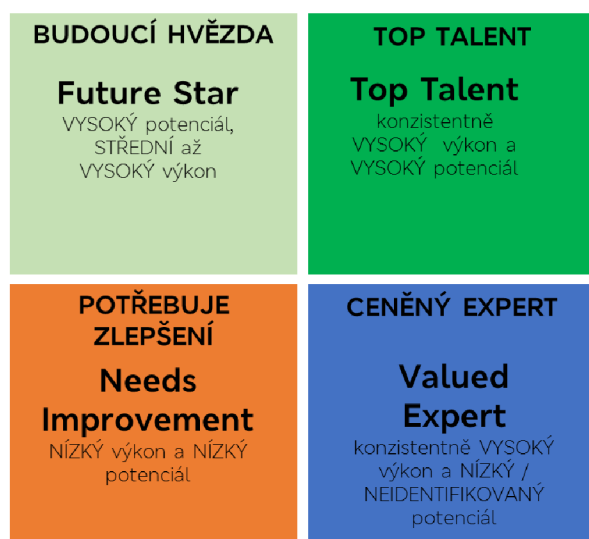 BUDOUCÍ HVĚZDA
Future Star
VYSOKÝ potenciál,
STŘEDNÍ až
VYSOKÝ výkon
TOP TALENT
Top Talent
konzistentně
VYSOKÝ výkon a
VYSOKÝ potenciál
POTŘEBUJE
ZLEPŠENÍ
Needs
Improvement
NÍZKÝ výkon a NÍZKÝ
potenciál
CENĚNÝ EXPERT
Valued
Expert
konzistentně VYSOKÝ
výkon a NÍZKÝ /
NEIDENTIFIKOVANÝ
potenciál